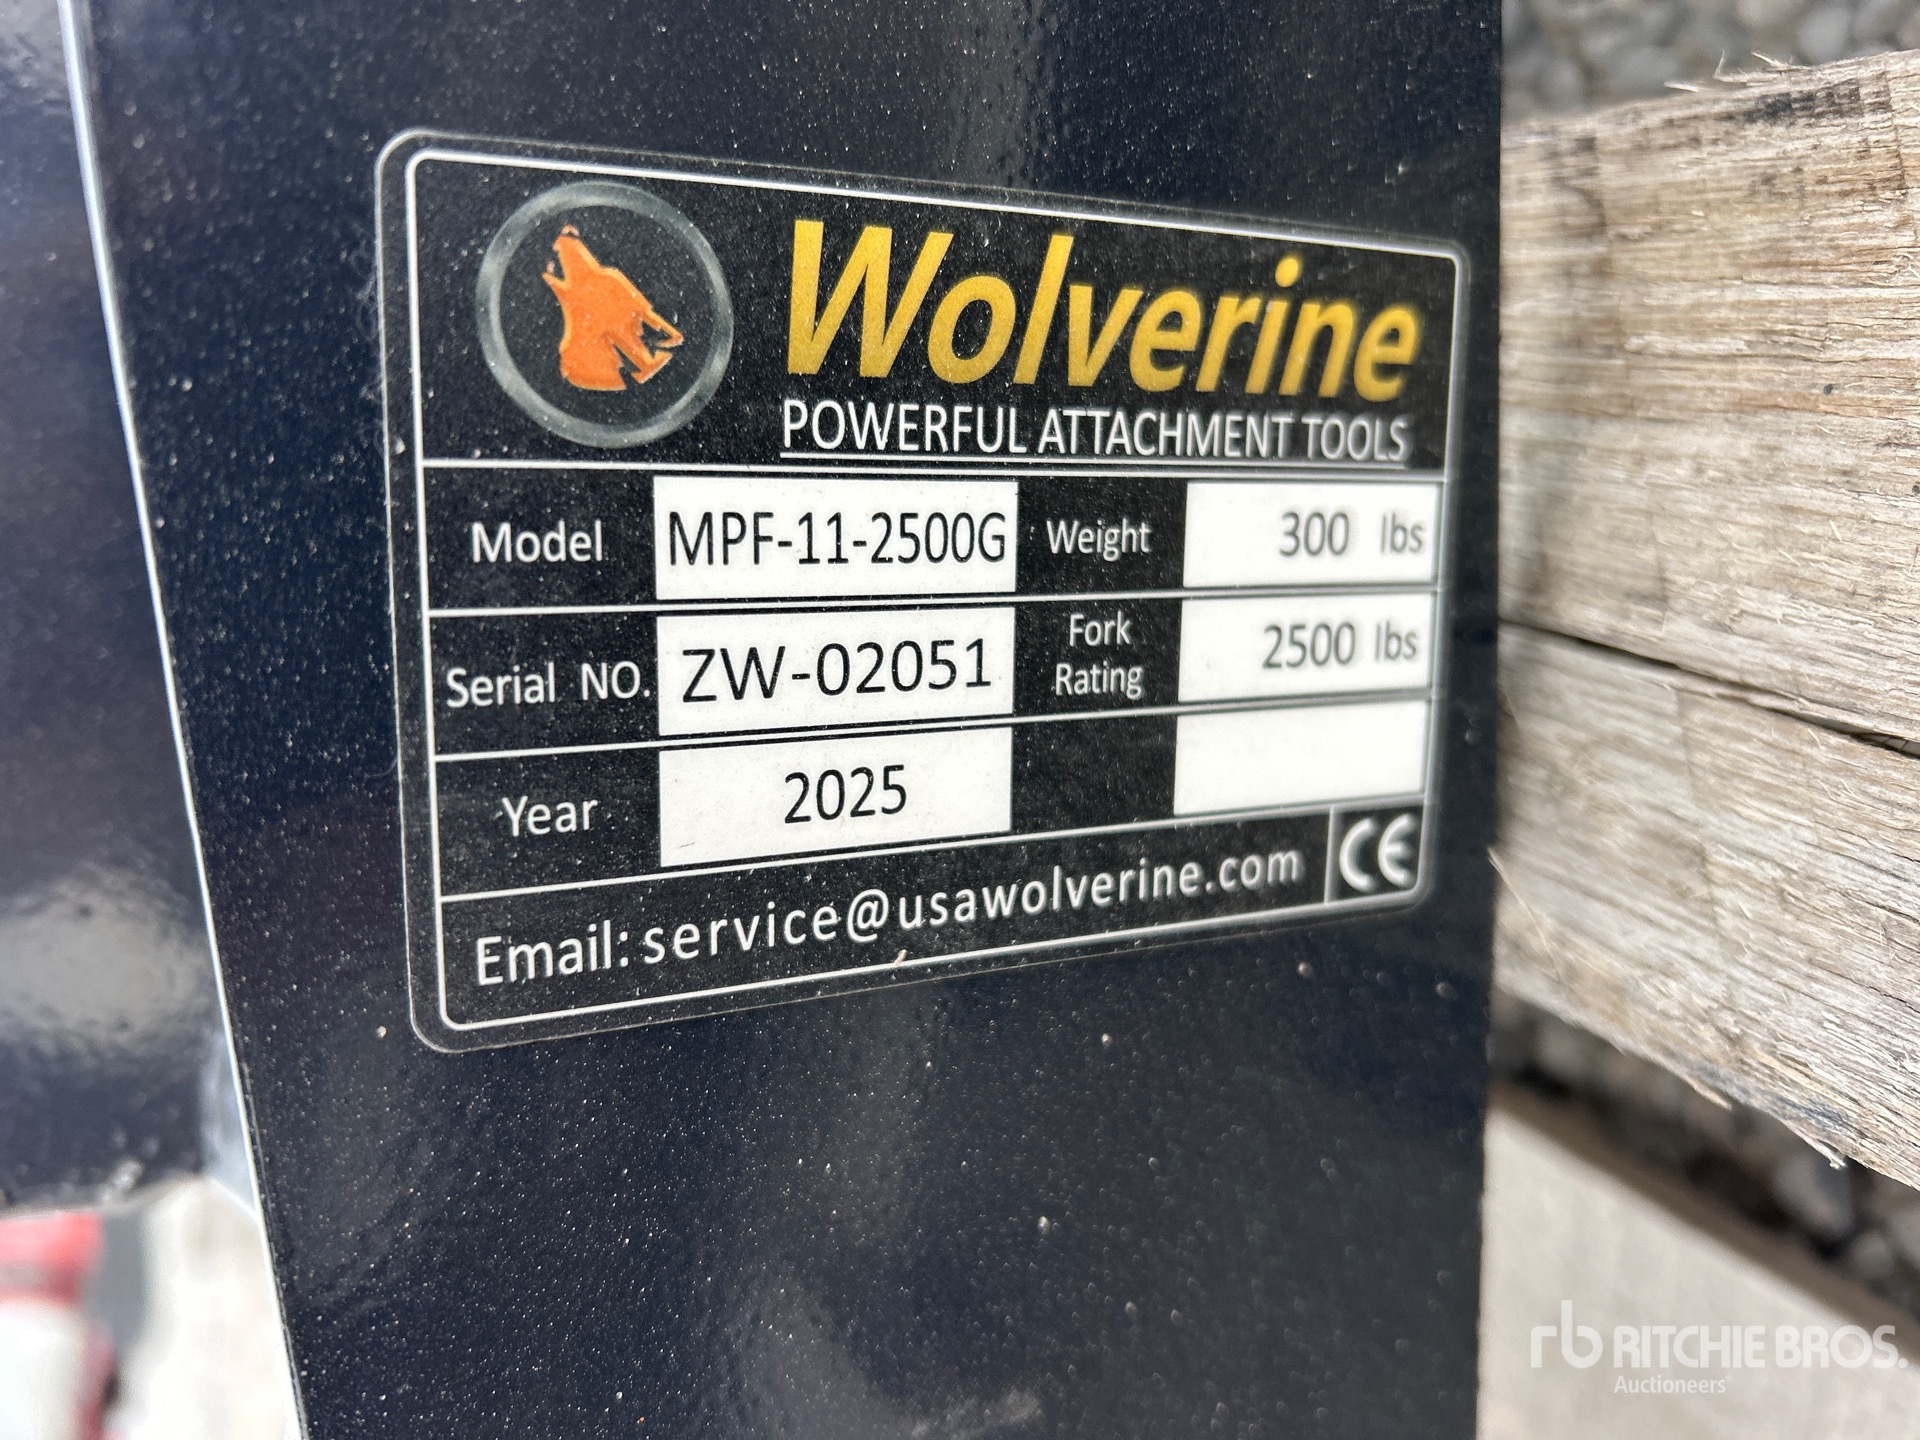 Wolverine
POWERFUL ATTACHMENT TOOLS
Model MPF-11-2500G Weight 300 lbs
Serial NO. ZW-02051 Fork Rating 2500 lbs
Year 2025
Email: service@usawolverine.com CE
rb RITCHIE BROS.
Auctioneers